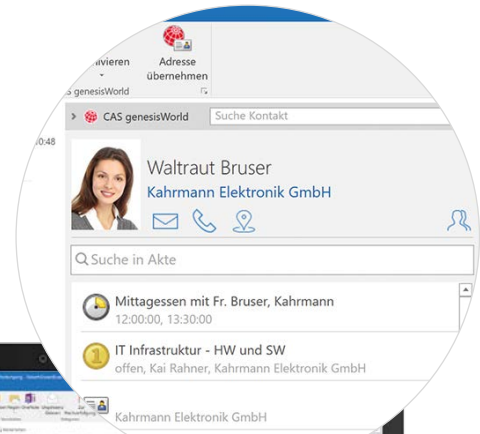 Adresse
übernehmen
genesisWorld
CAS genesisWorld
Suche Kontakt
0:48
Waltraut Bruser
Kahrmann Elektronik GmbH
Suche in Akte
Mittagessen mit Fr. Bruser, Kahrmann
12:00:00, 13:30:00
IT Infrastruktur - HW und SW
offen, Kai Rahner, Kahrmann Elektronik GmbH
Kahrmann Elektronik GmbH